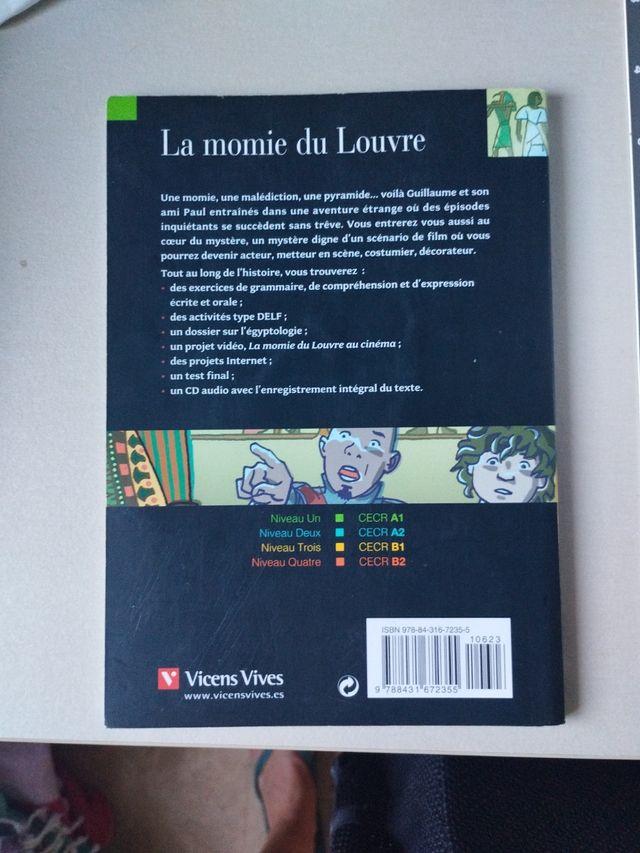 La momie du Louvre
Une momie, une malédiction, une pyramide... voilà Guillaume et son
ami Paul entraînés dans une aventure étrange où des épisodes
inquiétants se succèdent sans trêve. Vous entrerez vous aussi au
cœur du mystère, un mystère digne d'un scénario de film où vous
pourrez devenir acteur, metteur en scène, costumier, décorateur.
Tout au long de l'histoire, vous trouverez :
• des exercices de grammaire, de compréhension et d'expression
écrite et orale ;
• des activités type DELF ;
• un dossier sur l'égyptologie ;
• un projet vidéo, La momie du Louvre au cinéma ;
• des projets Internet ;
• un test final ;
• un CD audio avec l'enregistrement intégral du texte.
Niveau Un CECR A1
Niveau Deux CECR A2
Niveau Trois CECR B1
Niveau Quatre CECR B2
ISBN 978-84-316-7235-5
10623
9 788431 672355
Vicens Vives
www.vicensvives.es